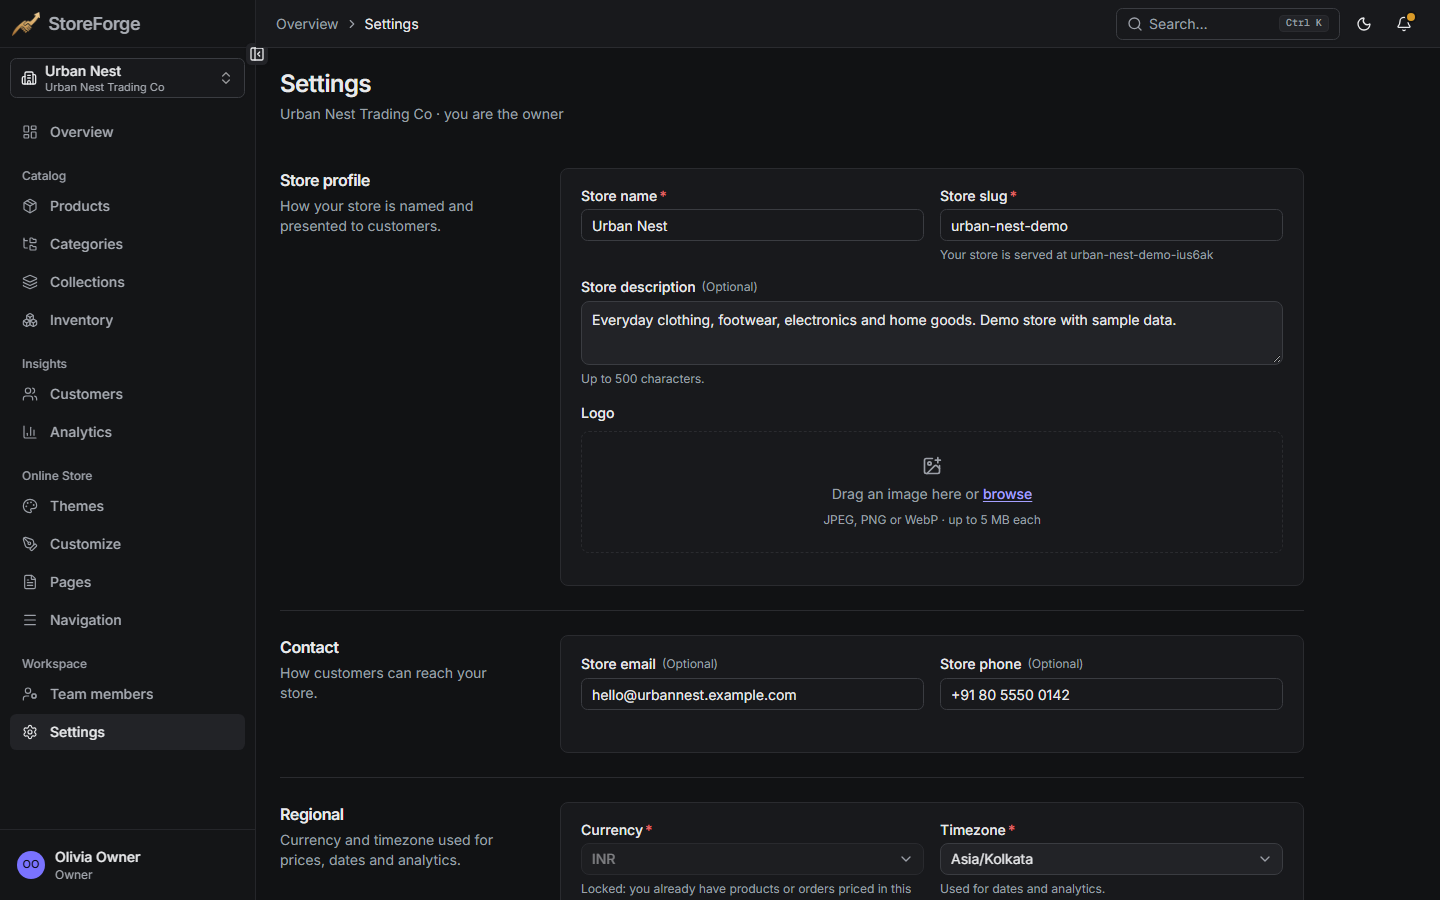 StoreForge
Overview > Settings
Search...
Ctrl K
Urban Nest
Urban Nest Trading Co
Overview
Catalog
Products
Categories
Collections
Inventory
Insights
Customers
Analytics
Online Store
Themes
Customize
Pages
Navigation
Workspace
Team members
Settings
OO
Olivia Owner
Owner
Settings
Urban Nest Trading Co · you are the owner
Store profile
How your store is named and
presented to customers.
Store name*
Urban Nest
Store slug*
urban-nest-demo
Your store is served at urban-nest-demo-ius6ak
Store description (Optional)
Everyday clothing, footwear, electronics and home goods. Demo store with sample data.
Up to 500 characters.
Logo
Drag an image here or browse
JPEG, PNG or WebP · up to 5 MB each
Contact
How customers can reach your
store.
Store email (Optional)
hello@urbannest.example.com
Store phone (Optional)
+91 80 5550 0142
Regional
Currency and timezone used for
prices, dates and analytics.
Currency*
INR
Locked: you already have products or orders priced in this
Timezone*
Asia/Kolkata
Used for dates and analytics.